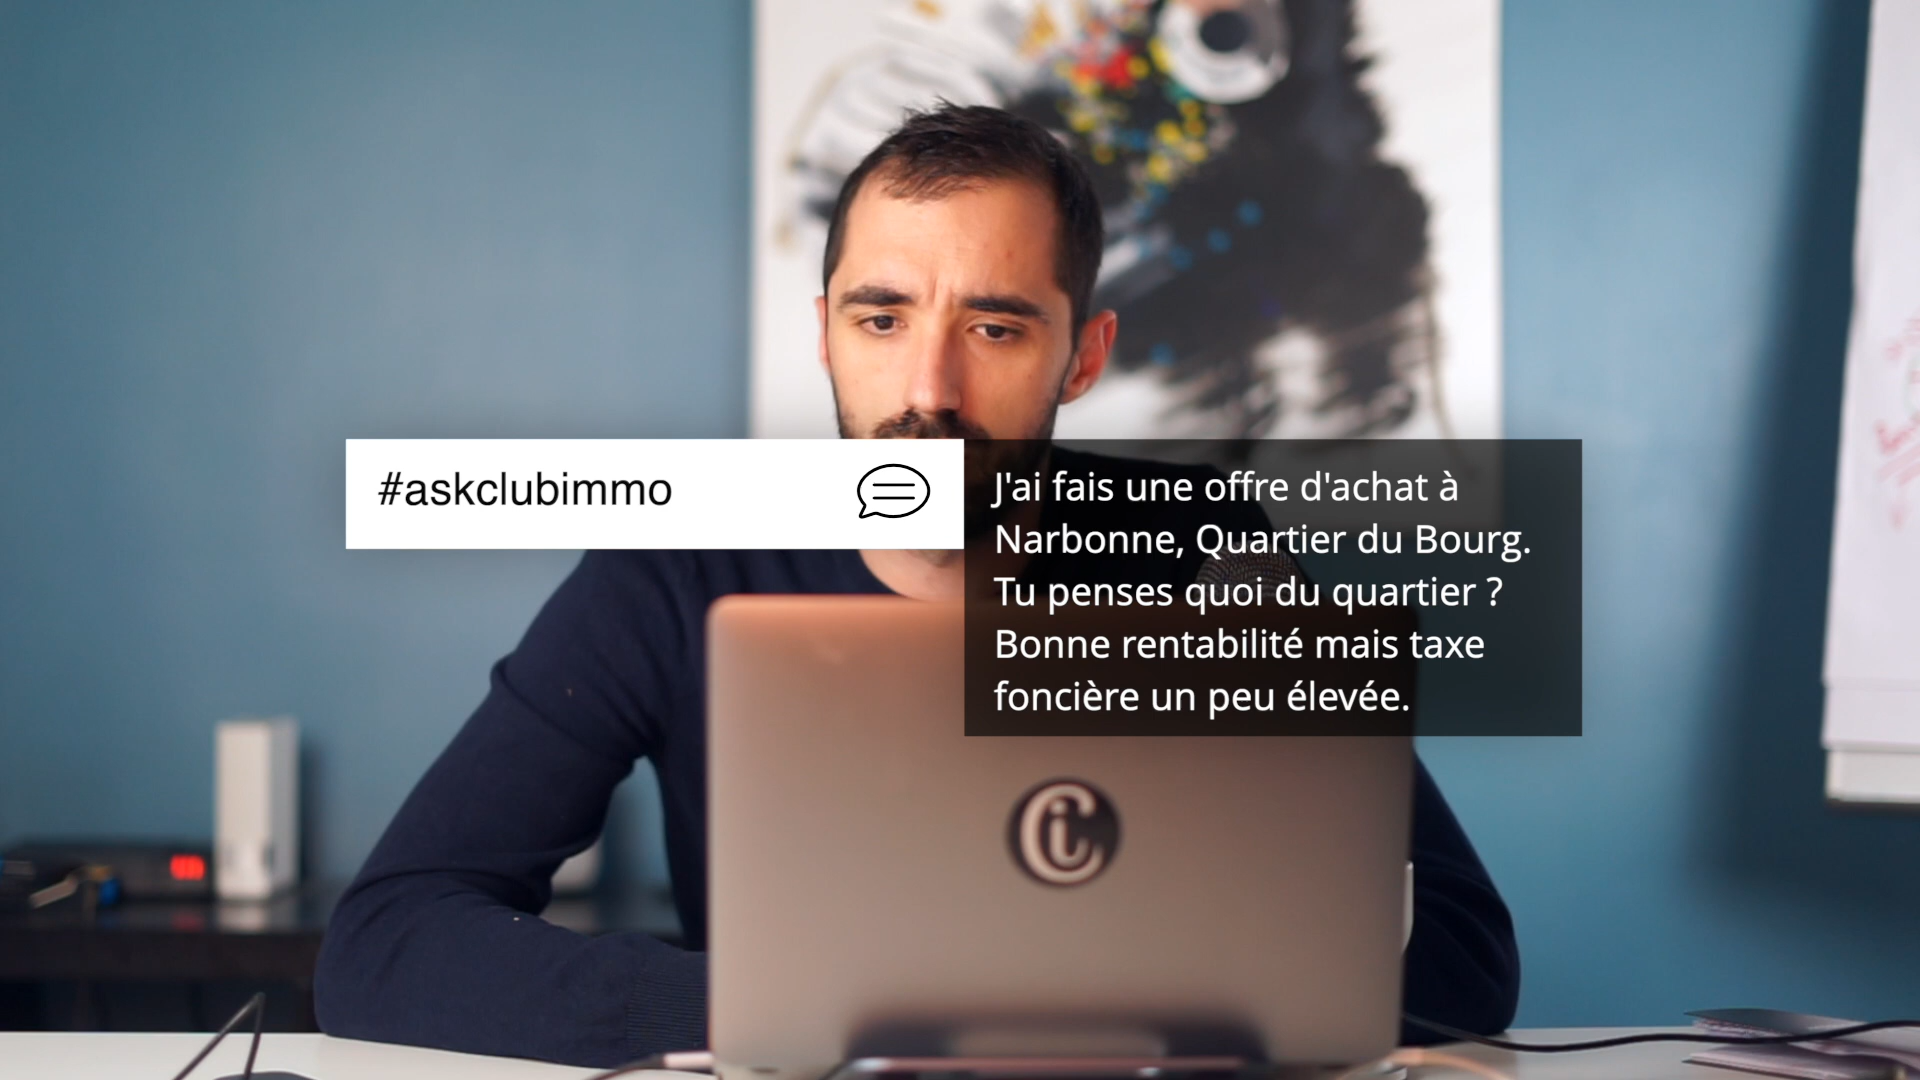 #askclubimmo
J'ai fais une offre d'achat à
Narbonne, Quartier du Bourg.
Tu penses quoi du quartier ?
Bonne rentabilité mais taxe
foncière un peu élevée.
Ci